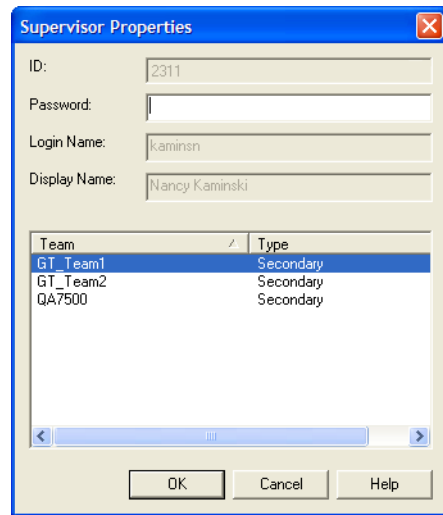 Supervisor Properties
ID: 2311
Password:
Login Name: kaminsn
Display Name: Nancy Kaminski
Team Type
GT_Team1 Secondary
GT_Team2 Secondary
QA7500 Secondary
OK Cancel Help